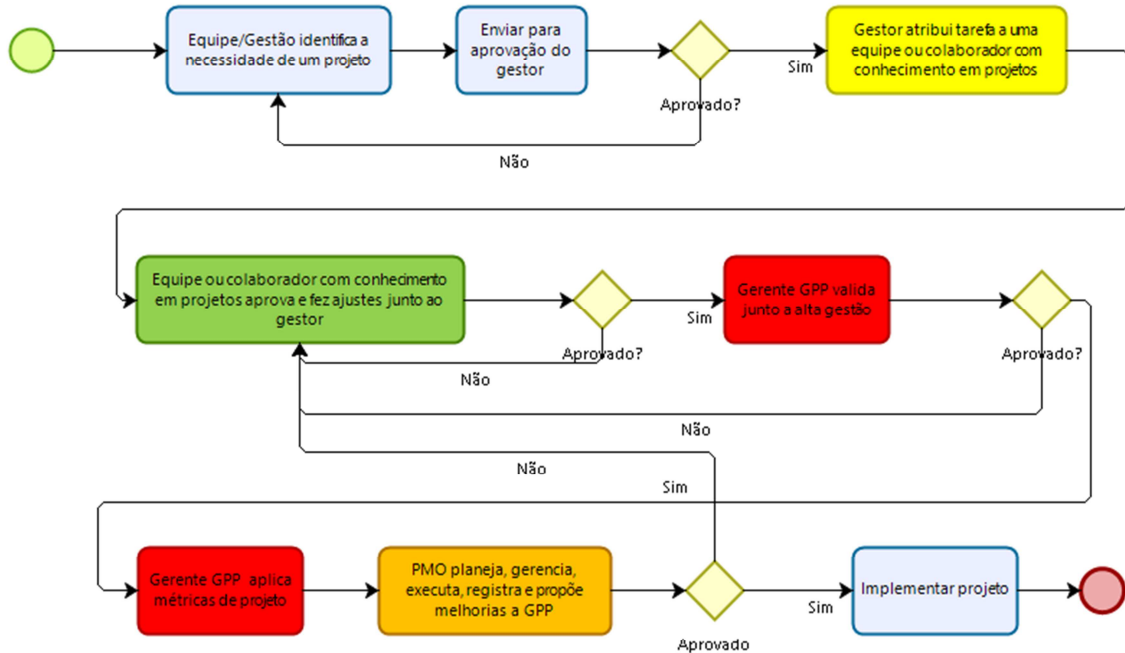 Equipe/Gestão identifica a
necessidade de um projeto
Enviar para
aprovação do
gestor
Aprovado?
Sim
Não
Gestor atribui tarefa a uma
equipe ou colaborador com
conhecimento em projetos
Equipe ou colaborador com conhecimento
em projetos aprova e fez ajustes junto ao
gestor
Aprovado?
Sim
Não
Gerente GPP valida
junto a alta gestão
Aprovado?
Não
Não
Sim
Gerente GPP aplica
métricas de projeto
PMO planeja, gerencia,
executa, registra e propõe
melhorias a GPP
Aprovado
Sim
Implementar projeto